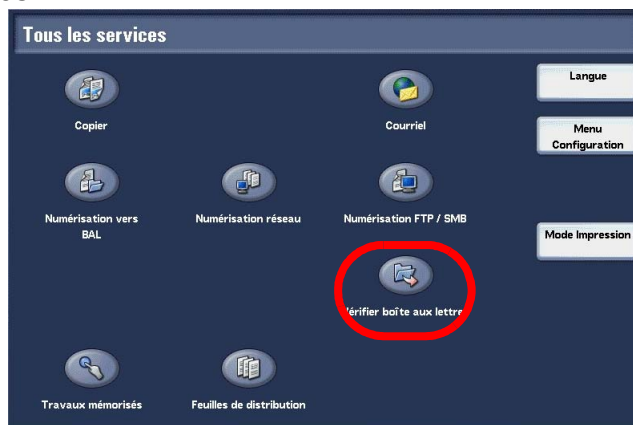 Tous les services
Copier
Courriel
Langue
Menu
Configuration
Numérisation vers
BAL
Numérisation réseau
Numérisation FTP / SMB
Mode Impression
boîte aux
Travaux mémorisés
Feuilles de distribution